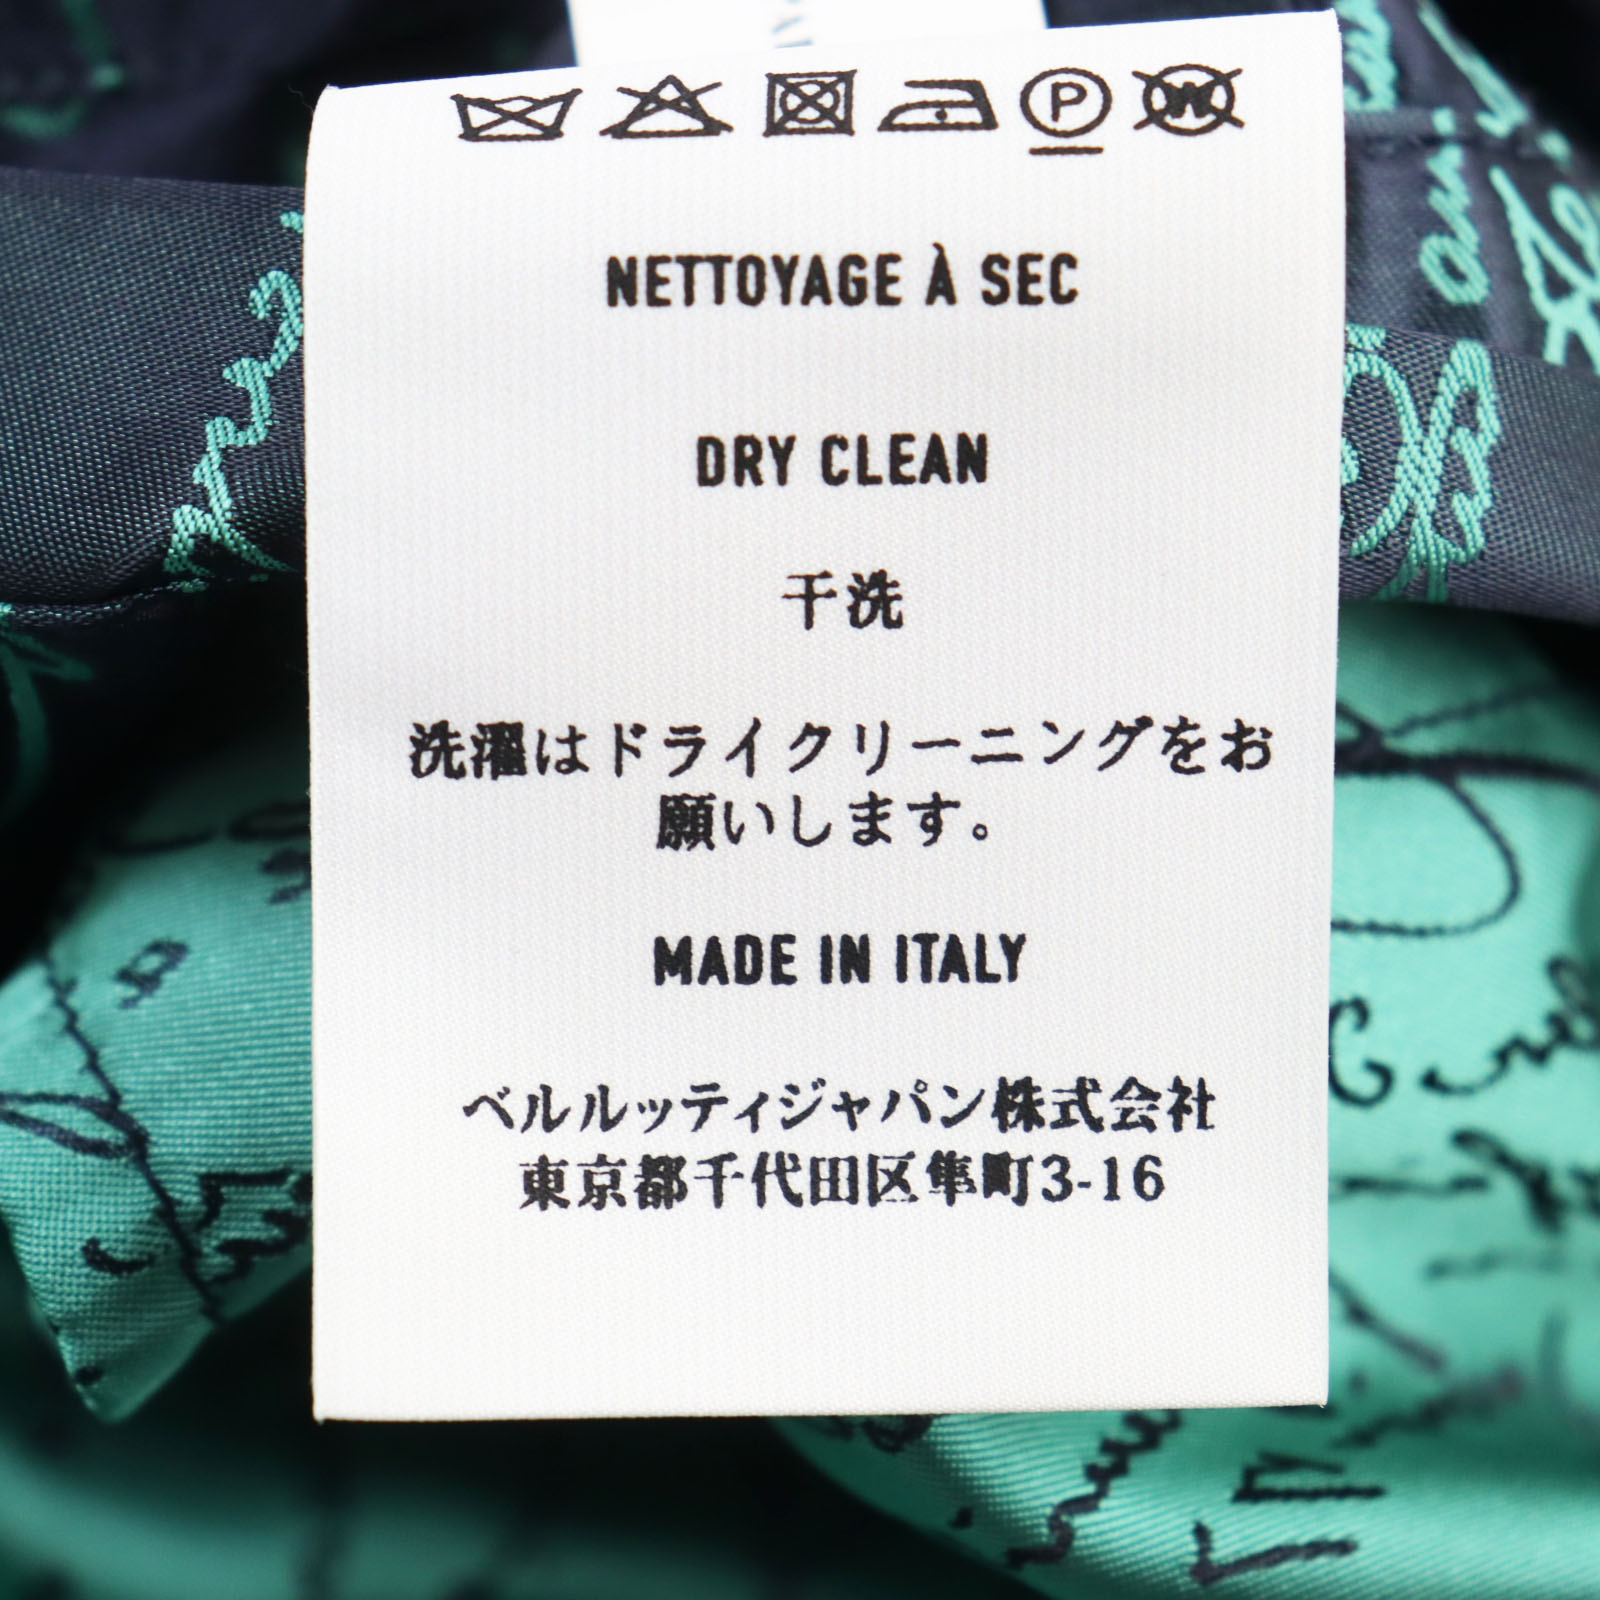 P W
NETTOYAGE À SEC
DRY CLEAN
干洗
洗濯はドライクリーニングをお
願いします。
MADE IN ITALY
ベルルッティジャパン株式会社
東京都千代田区隼町3-16